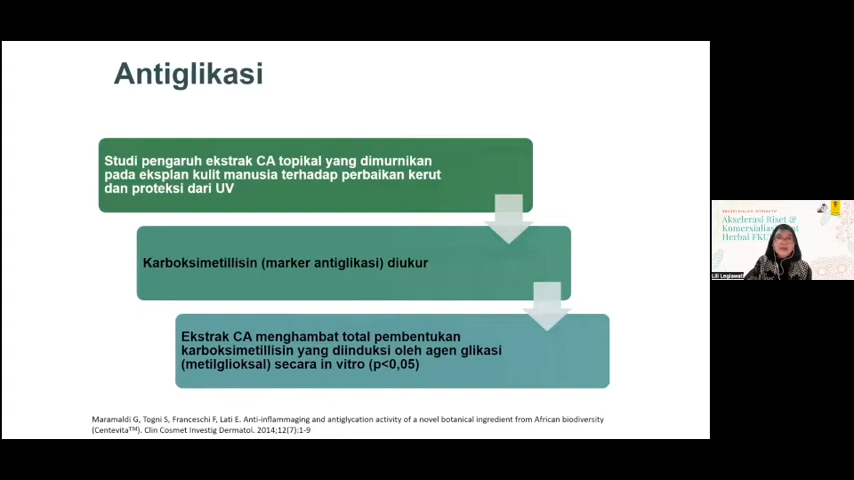 Antiglikasi
Studi pengaruh ekstrak CA topikal yang dimurnikan
pada eksplan kulit manusia terhadap perbaikan kerut
dan proteksi dari UV
Karboksimetillisin (marker antiglikasi) diukur
Ekstrak CA menghambat total pembentukan
karboksimetillisin yang diinduksi oleh agen glikasi
(metilglioksal) secara in vitro (p<0,05)
Maramaldi G, Togni S, Franceschi F, Lati E. Anti-inflammaging and antiglycation activity of a novel botanical ingredient from African biodiversity
(Centevita™). Clin Cosmet Investig Dermatol. 2014;12(7):1-9
Akselerasi Riset &
Herbal
Lili Legiawati